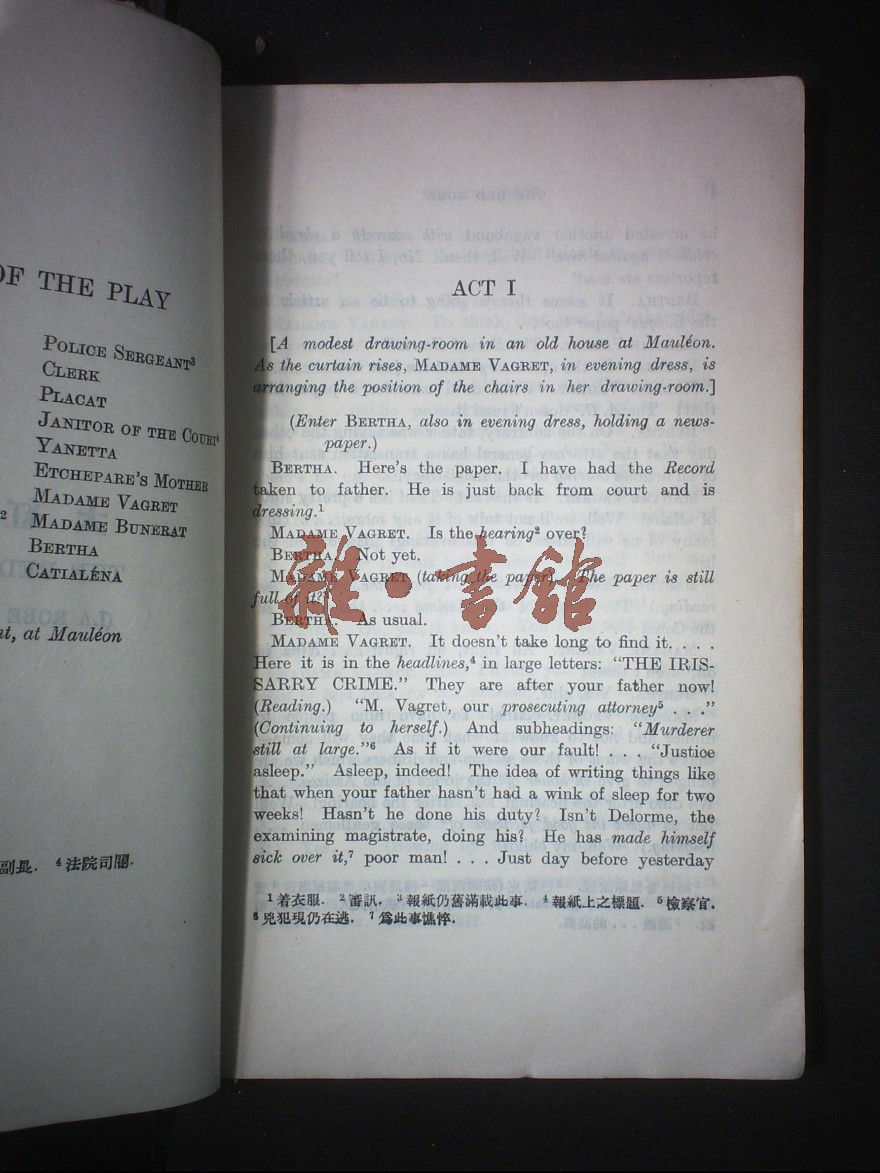 OF THE PLAY
POLICE SERGEANT³
CLERK
PLACAT
JANITOR OF THE COURT⁴
YANETTA
ETCHEPARE'S MOTHER
MADAME VAGRET
² MADAME BUNERAT
BERTHA
CATIALÉNA
at Mauléon
副長. ⁴法院司閽.
ACT I
[A modest drawing-room in an old house at Mauléon.
As the curtain rises, MADAME VAGRET, in evening dress, is
arranging the position of the chairs in her drawing-room.]
(Enter BERTHA, also in evening dress, holding a news-
paper.)
BERTHA. Here's the paper. I have had the Record
taken to father. He is just back from court and is
dressing.¹
MADAME VAGRET. Is the hearing² over?
BERTHA. Not yet.
MADAME VAGRET (taking the paper). The paper is still
full of it?³
BERTHA. As usual.
MADAME VAGRET. It doesn't take long to find it. . . .
Here it is in the headlines,⁴ in large letters: "THE IRIS-
SARRY CRIME." They are after your father now!
(Reading.) "M. Vagret, our prosecuting attorney⁵ . . ."
(Continuing to herself.) And subheadings: "Murderer
still at large."⁶ As if it were our fault! . . . "Justice
asleep." Asleep, indeed! The idea of writing things like
that when your father hasn't had a wink of sleep for two
weeks! Hasn't he done his duty? Isn't Delorme, the
examining magistrate, doing his? He has made himself
sick over it,⁷ poor man! . . . Just day before yesterday
¹着衣服. ²審訊. ³報紙仍舊滿載此事. ⁴報紙上之標題. ⁵檢察官.
⁶兇犯現仍在逃. ⁷爲此事憔悴.
雜·書館